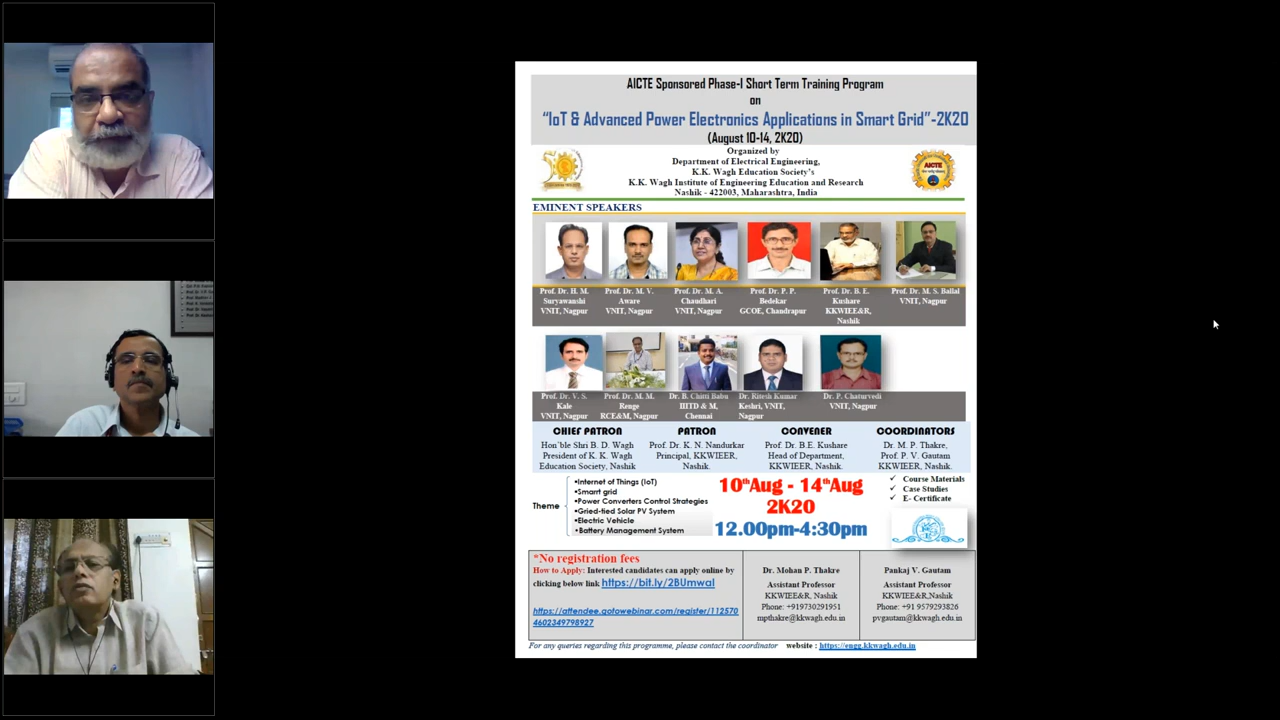 AICTE Sponsored Phase-I Short Term Training Program
on
“IoT & Advanced Power Electronics Applications in Smart Grid”-2K20
(August 10-14, 2K20)
Organized by
Department of Electrical Engineering,
K.K. Wagh Education Society's
K.K. Wagh Institute of Engineering Education and Research
Nashik - 422003, Maharashtra, India
AICTE
EMINENT SPEAKERS
Prof. Dr. H. M. Suryawanshi VNIT, Nagpur
Prof. Dr. M. V. Aware VNIT, Nagpur
Prof. Dr. M. A. Chaudhari VNIT, Nagpur
Prof. Dr. P. P. Bedekar GCOE, Chandrapur
Prof. Dr. B. E. Kushare KKWIEE&R, Nashik
Prof. Dr. M. S. Ballal VNIT, Nagpur
Prof. Dr. V. S. Kale VNIT, Nagpur
Prof. Dr. M. M. Renge RCE&M, Nagpur
Dr. B. Chitti Babu IIITD & M, Chennai
Dr. Ritesh Kumar Keshri, VNIT, Nagpur
Dr. P. Chaturvedi VNIT, Nagpur
CHIEF PATRON
Hon'ble Shri B. D. Wagh
President of K. K. Wagh
Education Society, Nashik
PATRON
Prof. Dr. K. N. Nandurkar
Principal, KKWIEER,
Nashik.
CONVENER
Prof. Dr. B.E. Kushare
Head of Department,
KKWIEER, Nashik.
COORDINATORS
Dr. M. P. Thakre,
Prof. P. V. Gautam
KKWIEER, Nashik.
Theme
•Internet of Things (IoT)
•Smart grid
•Power Converters Control Strategies
•Gried-tied Solar PV System
•Electric Vehicle
•Battery Management System
10thAug - 14thAug
2K20
12.00pm-4:30pm
✓ Course Materials
✓ Case Studies
✓ E- Certificate
*No registration fees
How to Apply: Interested candidates can apply online by
clicking below link https://bit.ly/2BUmwaI
https://attendee.gotowebinar.com/register/112570
4602349798927
Dr. Mohan P. Thakre
Assistant Professor
KKWIEE&R, Nashik
Phone: +919730291951
mpthakre@kkwagh.edu.in
Pankaj V. Gautam
Assistant Professor
KKWIEE&R,Nashik
Phone: +91 9579293826
pvgautam@kkwagh.edu.in
For any queries regarding this programme, please contact the coordinator website : https://engg.kkwagh.edu.in